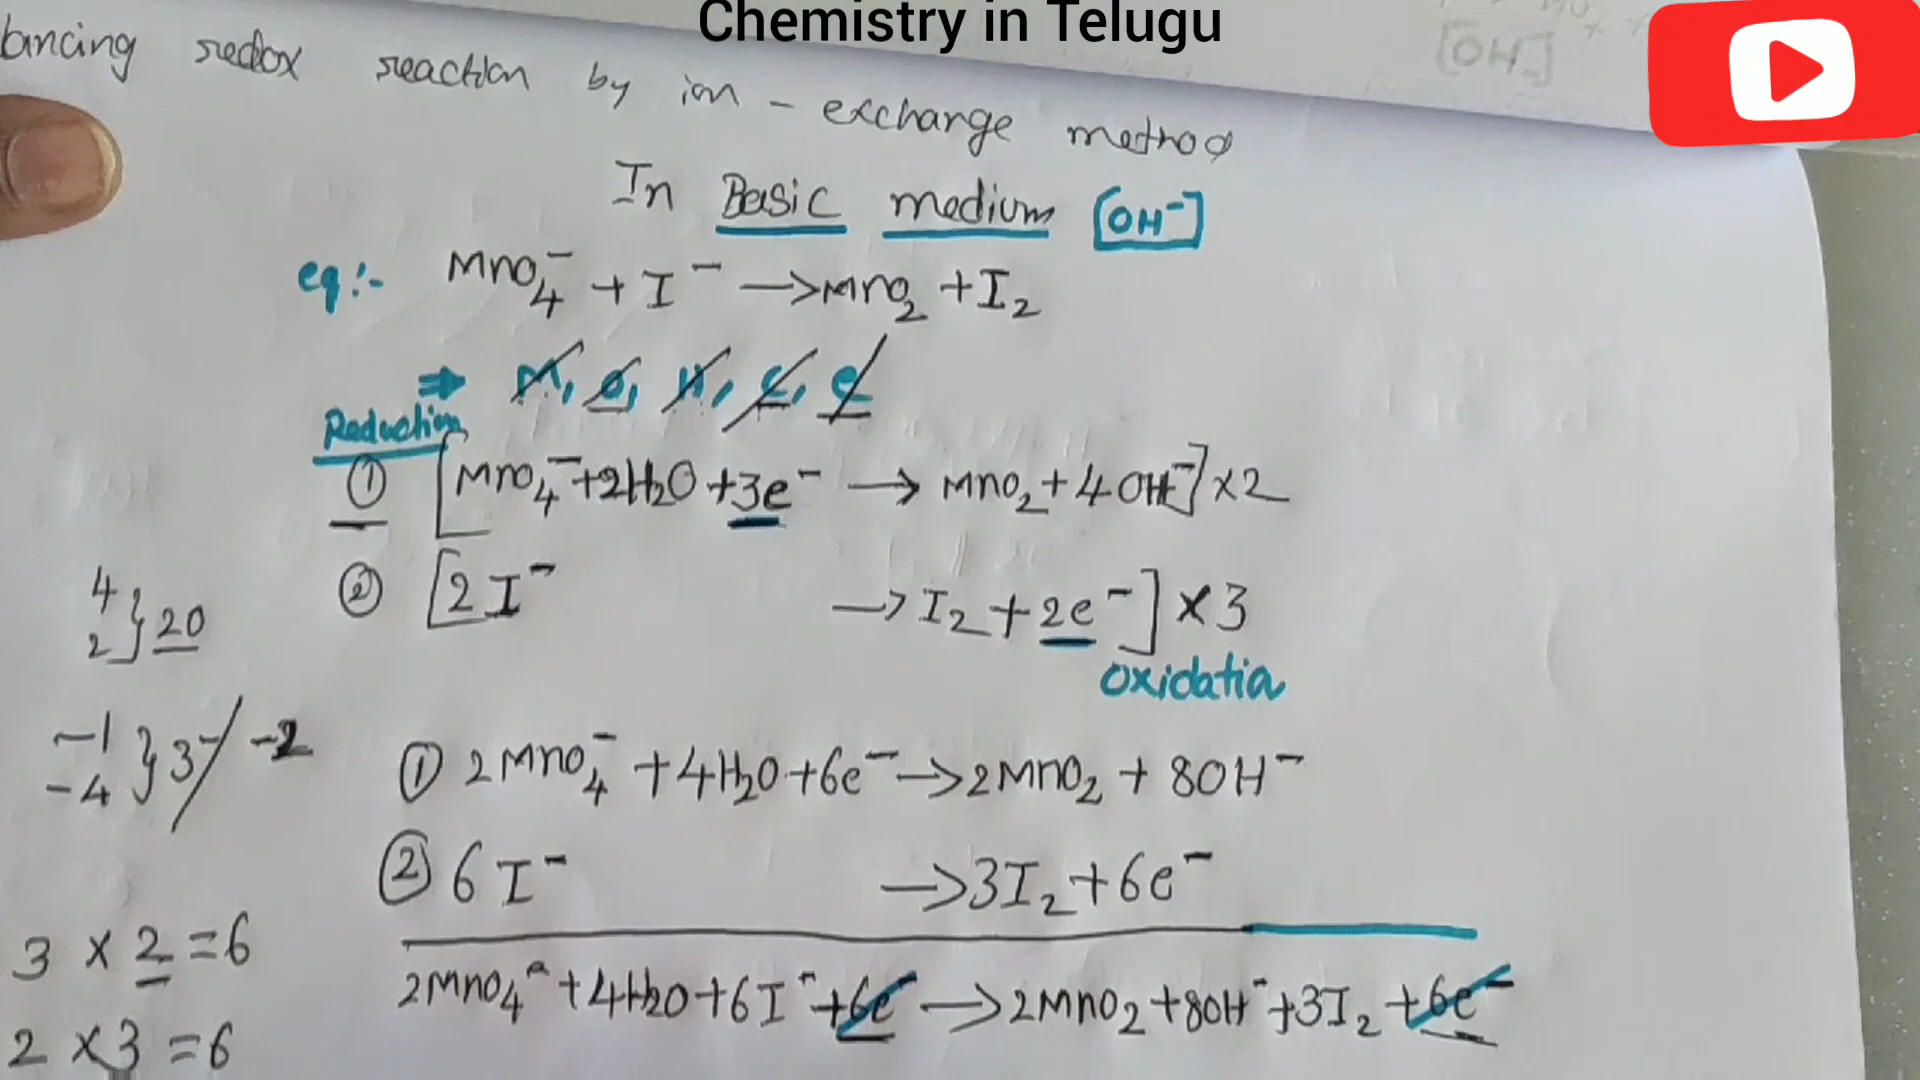 Chemistry in Telugu
ancing redox reaction by ion - exchange method
In Basic medium [OH⁻]
[OH⁻]
eg:- MnO₄⁻ + I⁻ → MnO₂ + I₂
⇒ M, O, H, C, e
Reduction
① [MnO₄⁻ + 2H₂O + 3e⁻ → MnO₂ + 4OH⁻] × 2
② [2I⁻ → I₂ + 2e⁻] × 3
oxidatia
4
2 } 20
-1
-4 } 3⁻/ -2
① 2MnO₄⁻ + 4H₂O + 6e⁻ → 2MnO₂ + 8OH⁻
② 6I⁻ → 3I₂ + 6e⁻
3 × 2 = 6
2 × 3 = 6
2MnO₄⁻ + 4H₂O + 6I⁻ + 6e⁻ → 2MnO₂ + 8OH⁻ + 3I₂ + 6e⁻